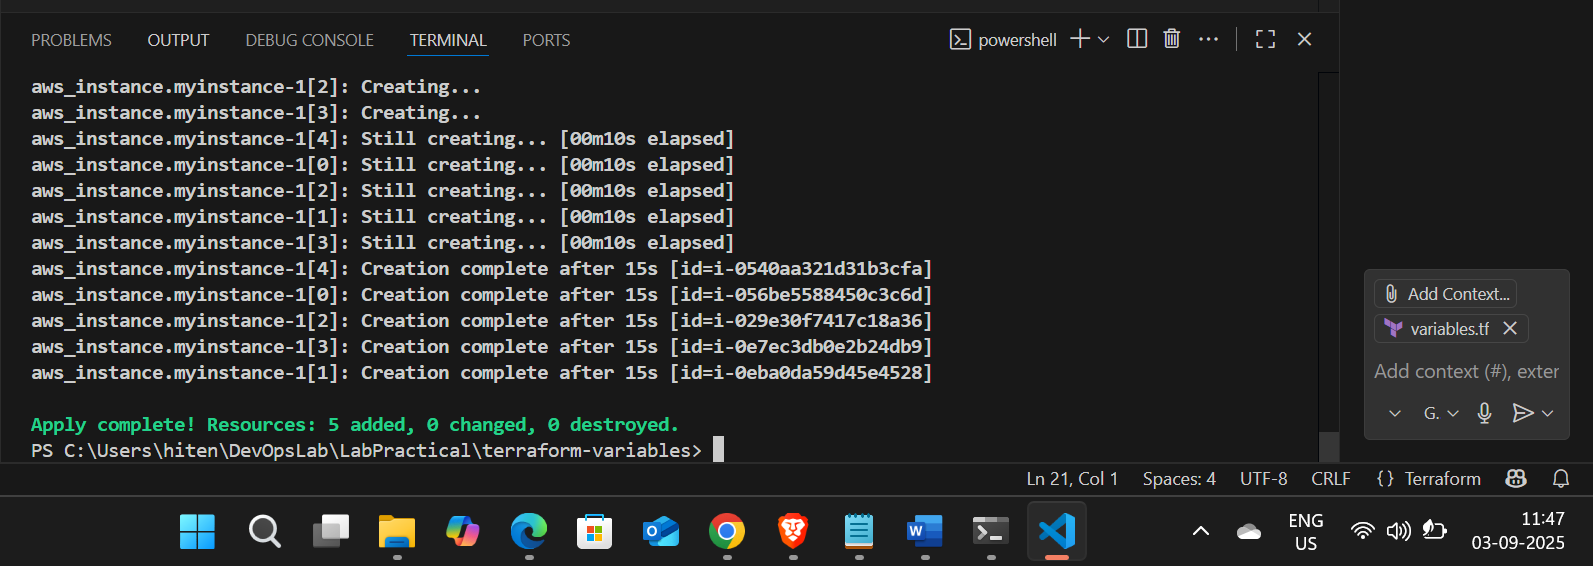 PROBLEMS OUTPUT DEBUG CONSOLE TERMINAL PORTS powershell
aws_instance.myinstance-1[2]: Creating...
aws_instance.myinstance-1[3]: Creating...
aws_instance.myinstance-1[4]: Still creating... [00m10s elapsed]
aws_instance.myinstance-1[0]: Still creating... [00m10s elapsed]
aws_instance.myinstance-1[2]: Still creating... [00m10s elapsed]
aws_instance.myinstance-1[1]: Still creating... [00m10s elapsed]
aws_instance.myinstance-1[3]: Still creating... [00m10s elapsed]
aws_instance.myinstance-1[4]: Creation complete after 15s [id=i-0540aa321d31b3cfa]
aws_instance.myinstance-1[0]: Creation complete after 15s [id=i-056be5588450c3c6d]
aws_instance.myinstance-1[2]: Creation complete after 15s [id=i-029e30f7417c18a36]
aws_instance.myinstance-1[3]: Creation complete after 15s [id=i-0e7ec3db0e2b24db9]
aws_instance.myinstance-1[1]: Creation complete after 15s [id=i-0eba0da59d45e4528]
Apply complete! Resources: 5 added, 0 changed, 0 destroyed.
PS C:\Users\hiten\DevOpsLab\LabPractical\terraform-variables>
Add Context...
variables.tf
Add context (#), exter
G.
Ln 21, Col 1 Spaces: 4 UTF-8 CRLF {} Terraform
ENG
US
11:47
03-09-2025